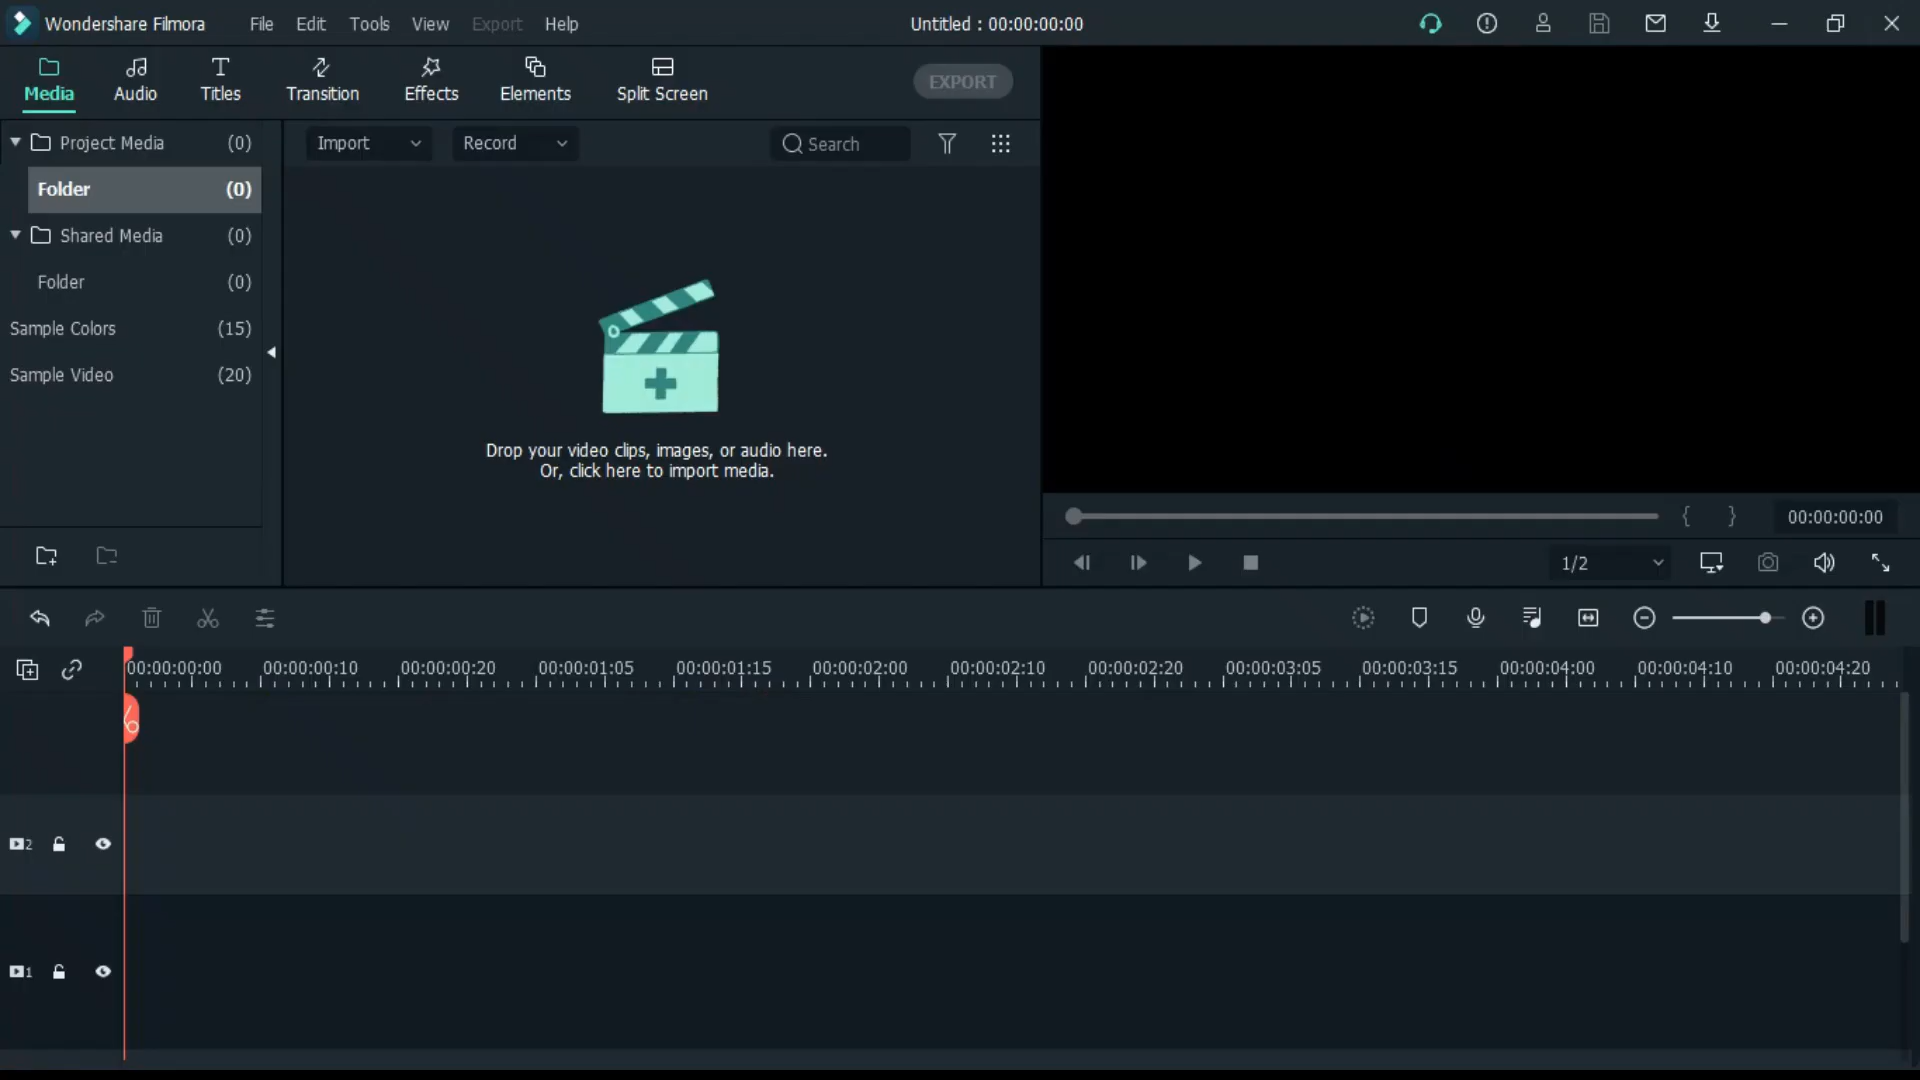 Wondershare Filmora File Edit Tools View Export Help Untitled : 00:00:00:00
Media Audio Titles Transition Effects Elements Split Screen EXPORT
Project Media (0)
Import Record Search
Folder (0)
Shared Media (0)
Folder (0)
Sample Colors (15)
Sample Video (20)
Drop your video clips, images, or audio here.
Or, click here to import media.
{ } 00:00:00:00
1/2
00:00:00:00 00:00:00:10 00:00:00:20 00:00:01:05 00:00:01:15 00:00:02:00 00:00:02:10 00:00:02:20 00:00:03:05 00:00:03:15 00:00:04:00 00:00:04:10 00:00:04:20
2
1